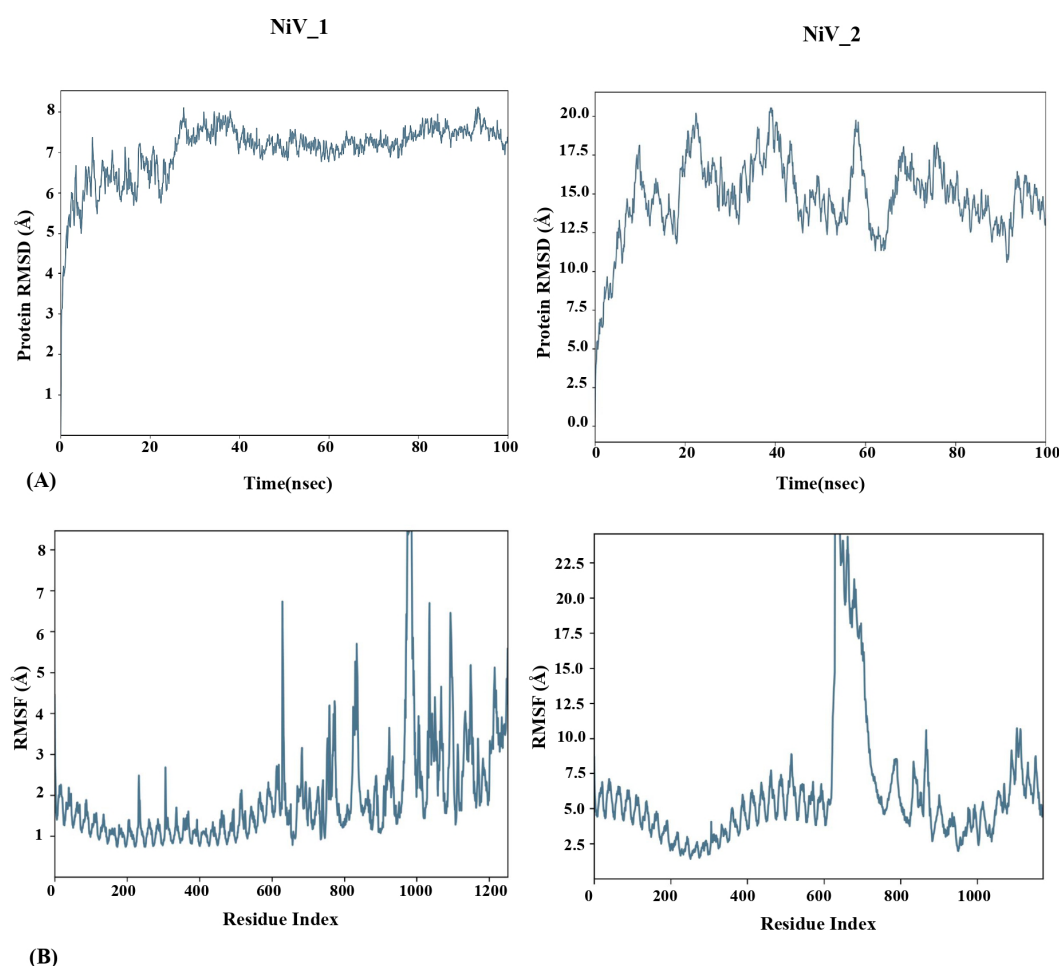 NiV_1
NiV_2
Protein RMSD (Å)
8
7
6
5
4
3
2
1
0 20 40 60 80 100
Time(nsec)
Protein RMSD (Å)
20.0
17.5
15.0
12.5
10.0
7.5
5.0
2.5
0.0
0 20 40 60 80 100
Time(nsec)
(A)
RMSF (Å)
8
7
6
5
4
3
2
1
0 200 400 600 800 1000 1200
Residue Index
RMSF (Å)
22.5
20.0
17.5
15.0
12.5
10.0
7.5
5.0
2.5
0 200 400 600 800 1000
Residue Index
(B)